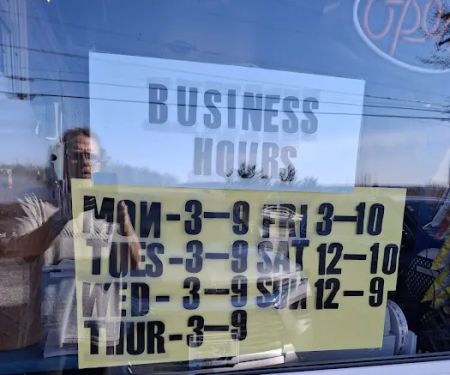 BUSINESS
HOURS
MON-3-9 FRI 3-10
TUES-3-9 SAT 12-10
WED-3-9 SUN 12-9
THUR-3-9